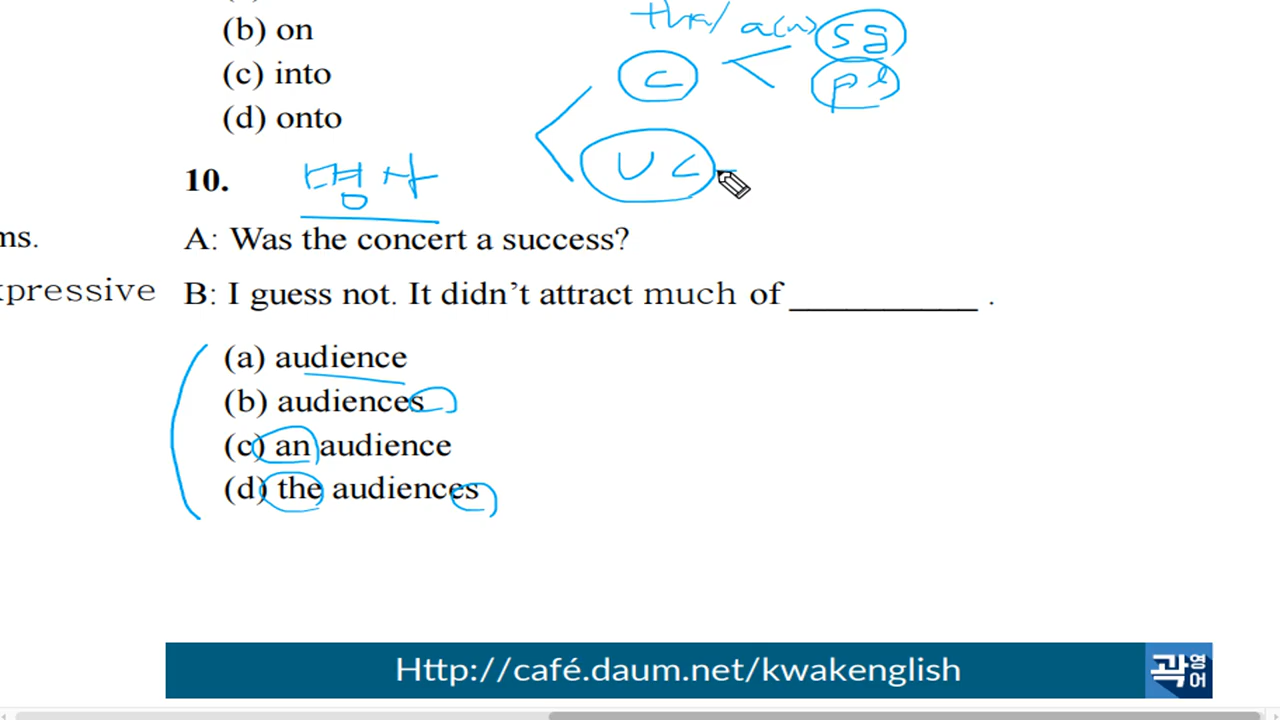 (b) on
(c) into
(d) onto
a(n) sg
c
pl
UC
10. 명사
ms.
A: Was the concert a success?
xpressive
B: I guess not. It didn't attract much of __________ .
(a) audience
(b) audiences
(c) an audience
(d) the audiences
Http://café.daum.net/kwakenglish
곽영어